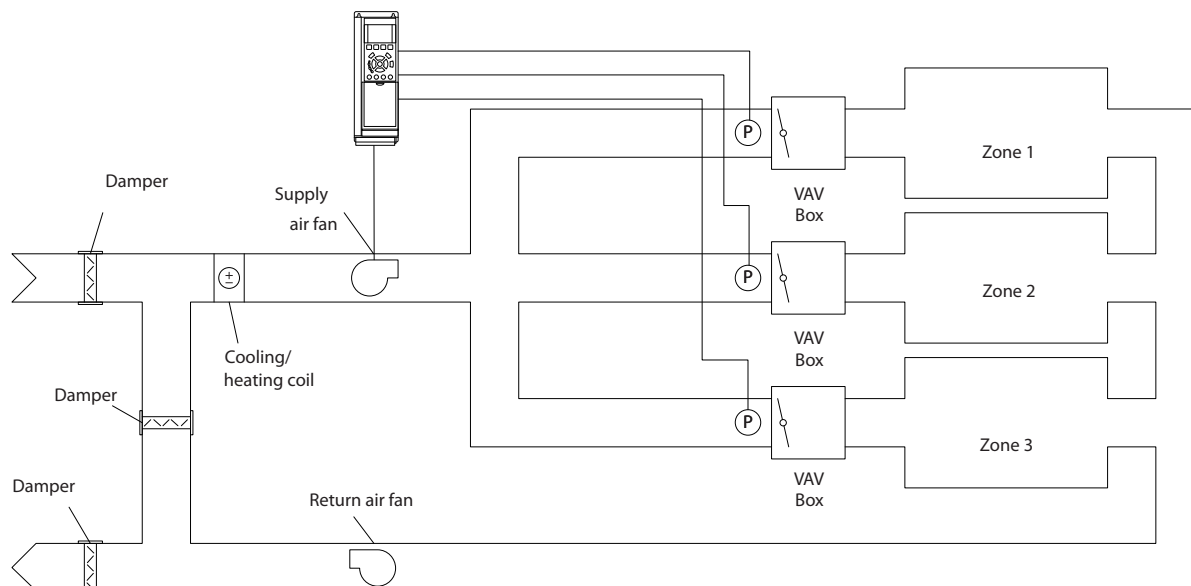 Damper
Supply
air fan
P
VAV
Box
Zone 1
±
Cooling/
heating coil
P
VAV
Box
Zone 2
Damper
P
VAV
Box
Zone 3
Damper
Return air fan